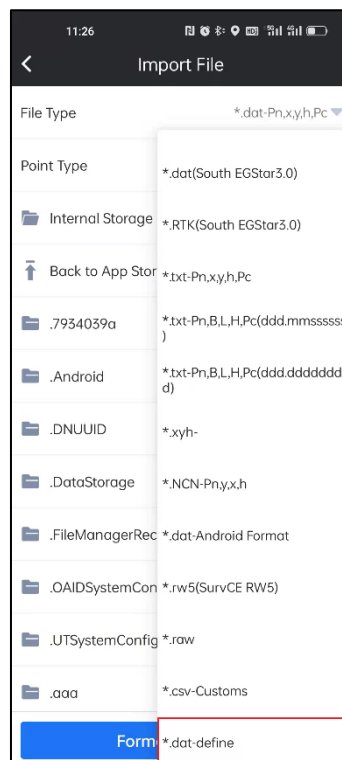 11:26
Import File
File Type
*.dat-Pn,x,y,h,Pc
Point Type
Internal Storage
Back to App Stor
.7934039a
.Android
.DNUUID
.DataStorage
.FileManagerRec
.OAIDSystemCon
.UTSystemConfig
.aaa
Form
*.dat(South EGStar3.0)
*.RTK(South EGStar3.0)
*.txt-Pn,x,y,h,Pc
*.txt-Pn,B,L,H,Pc(ddd.mmssssss
)
*.txt-Pn,B,L,H,Pc(ddd.ddddddd
d)
*.xyh-
*.NCN-Pn,y,x,h
*.dat-Android Format
*.rw5(SurvCE RW5)
*.raw
*.csv-Customs
*.dat-define